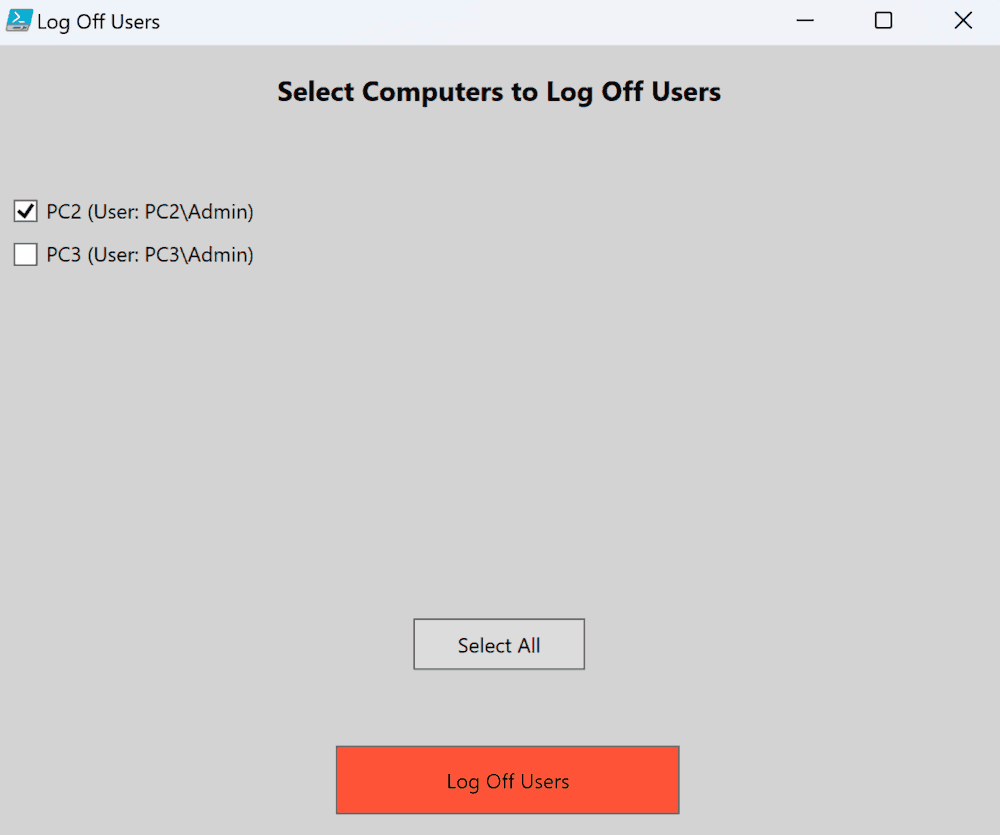 Log Off Users
Select Computers to Log Off Users
PC2 (User: PC2\Admin)
PC3 (User: PC3\Admin)
Select All
Log Off Users